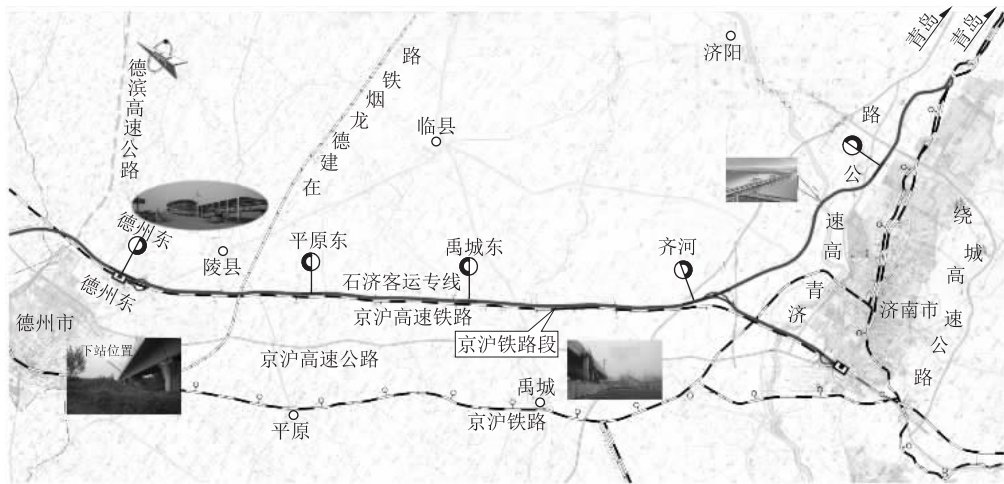 青岛
青岛
济阳
德滨高速公路
在建德龙烟铁路
临县
公路
德州东
陵县
平原东
禹城东
齐河
德州东
石济客运专线
青济高速
绕城高速公路
德州市
京沪高速铁路
济南市
下站位置
京沪高速公路
京沪铁路段
禹城
平原
京沪铁路